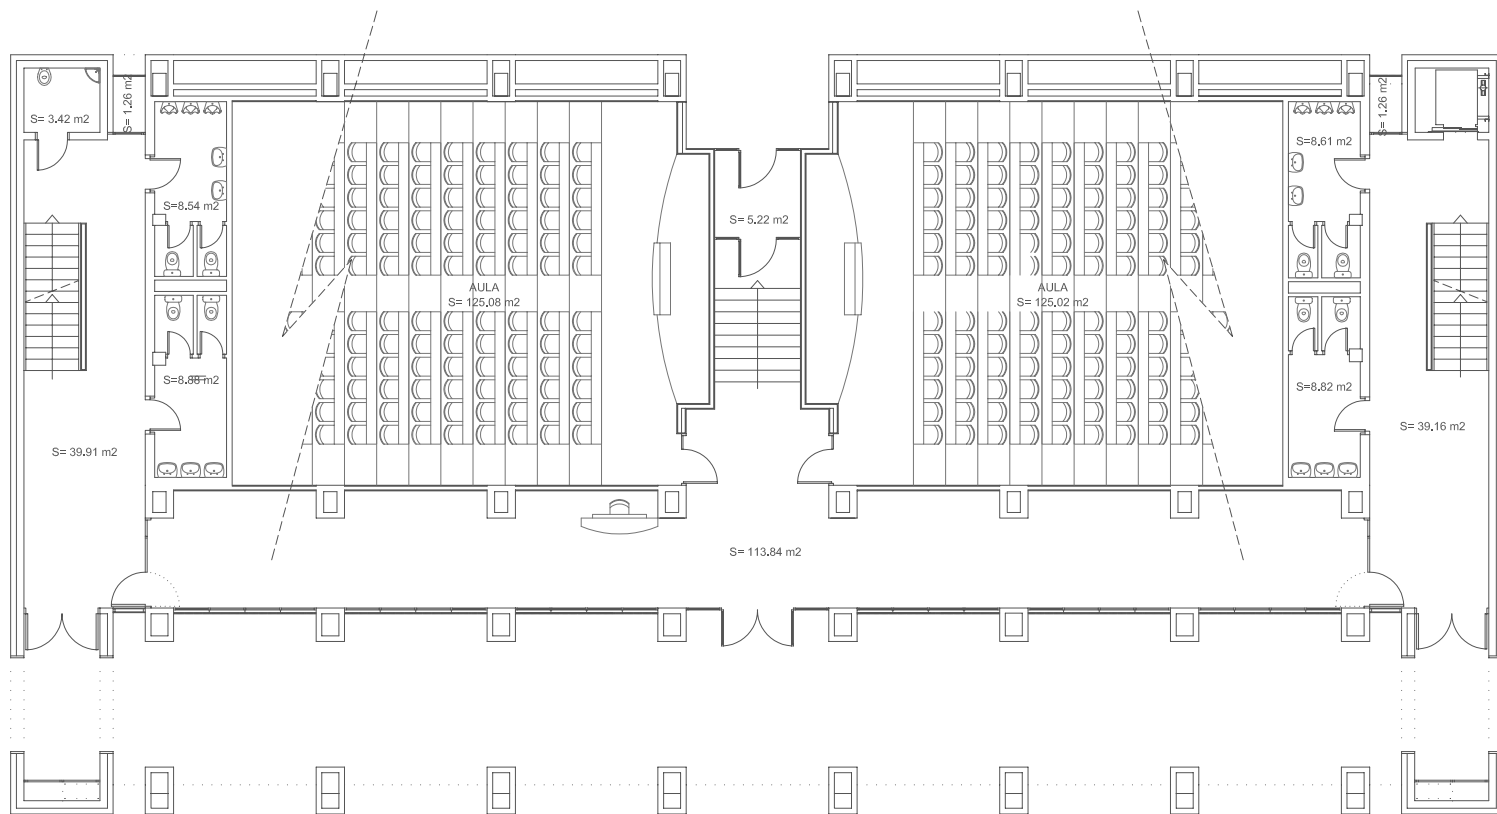 S= 3.42 m2
S= 1.26 m2
S= 1.26 m2
S=8.61 m2
S=8.54 m2
S= 5.22 m2
AULA
S= 125.08 m2
AULA
S= 125.02 m2
S=8.88 m2
S=8.82 m2
S= 39.91 m2
S= 39.16 m2
S= 113.84 m2